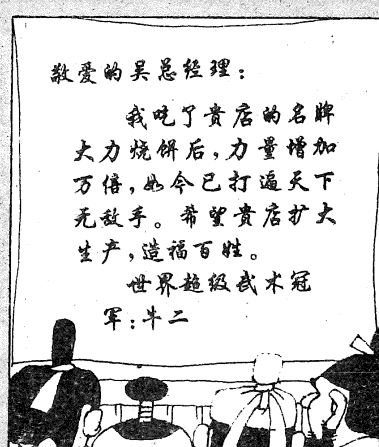 敬爱的吴总经理：
我吃了贵店的名牌
大力烧饼后，力量增加
万倍，如今已打遍天下
无敌手。希望贵店扩大
生产，造福百姓。
世界超级武术冠
军：牛二